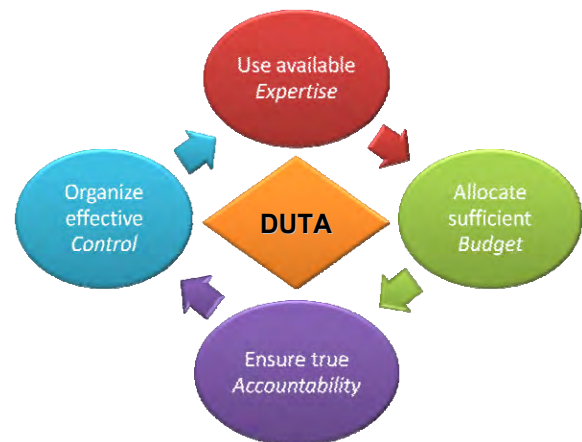 Use available
Expertise
Organize
effective
Control
DUTA
Allocate
sufficient
Budget
Ensure true
Accountability